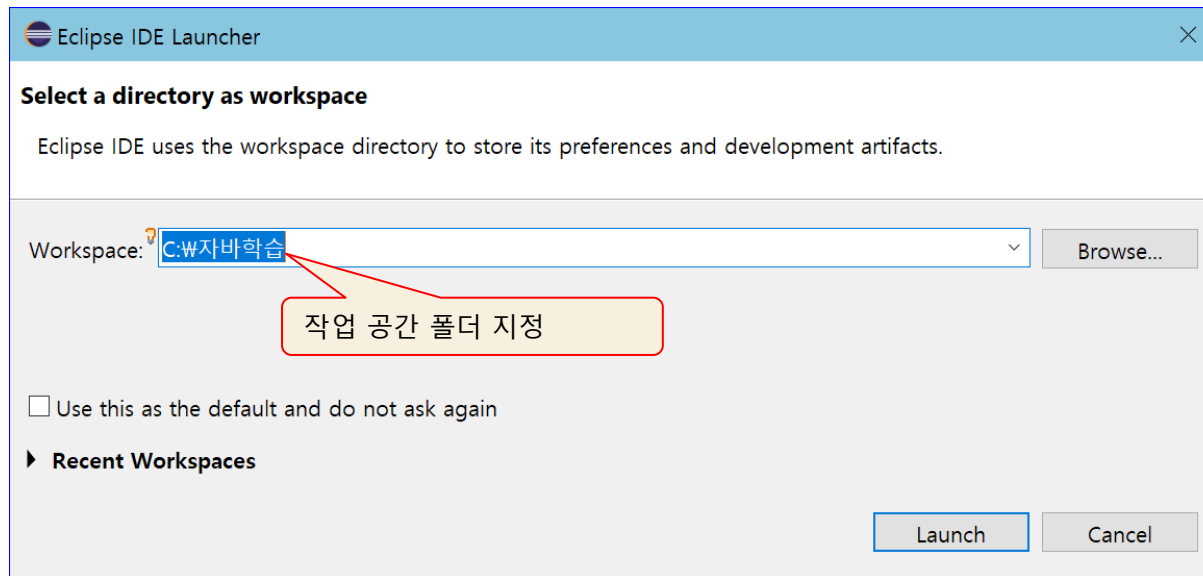 Eclipse IDE Launcher
Select a directory as workspace
Eclipse IDE uses the workspace directory to store its preferences and development artifacts.
Workspace: C:₩자바학습 Browse...
작업 공간 폴더 지정
Use this as the default and do not ask again
Recent Workspaces
Launch Cancel